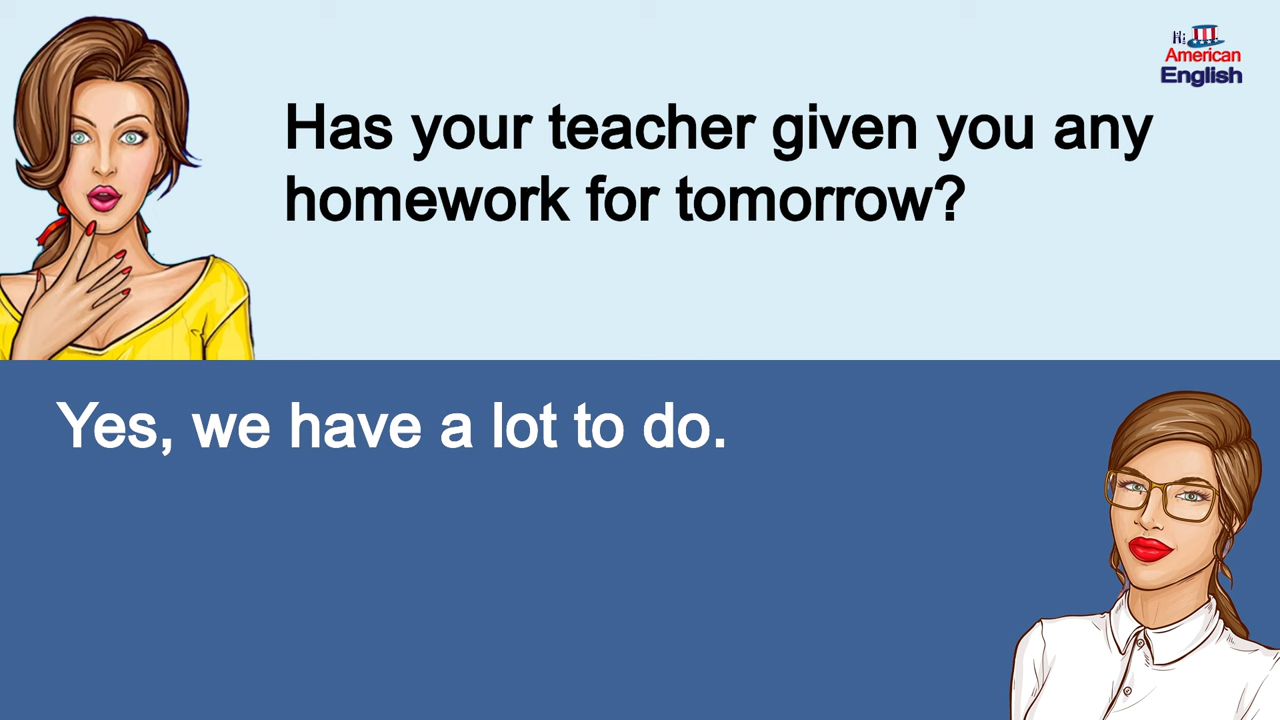 Hi
American
English
Has your teacher given you any
homework for tomorrow?
Yes, we have a lot to do.